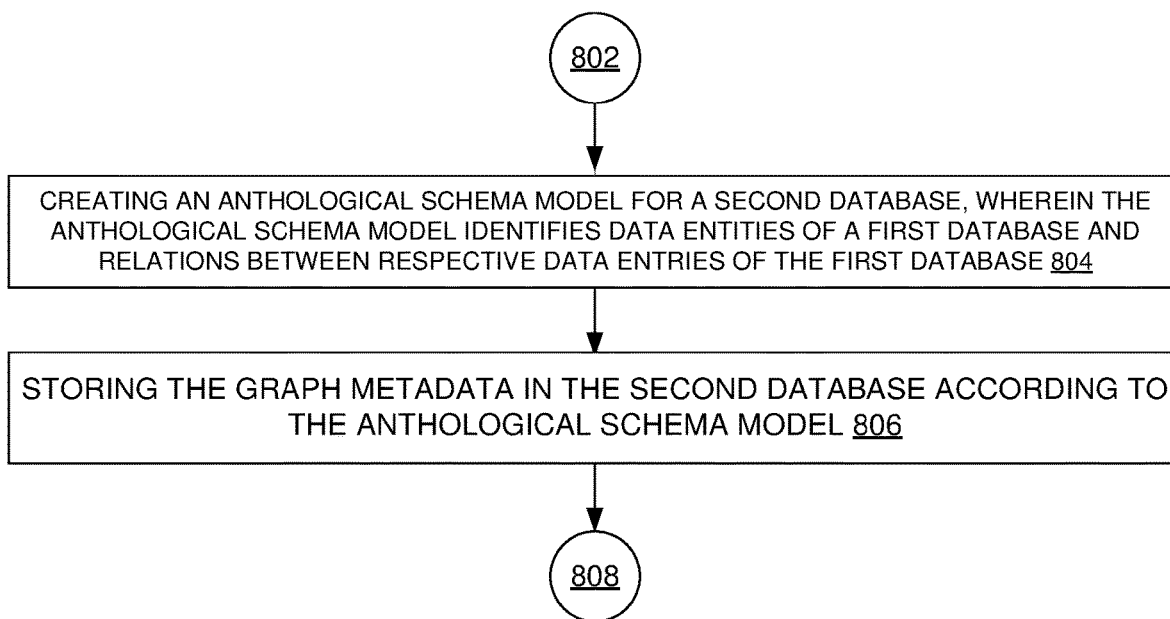 802
CREATING AN ANTHOLOGICAL SCHEMA MODEL FOR A SECOND DATABASE, WHEREIN THE
ANTHOLOGICAL SCHEMA MODEL IDENTIFIES DATA ENTITIES OF A FIRST DATABASE AND
RELATIONS BETWEEN RESPECTIVE DATA ENTRIES OF THE FIRST DATABASE 804
STORING THE GRAPH METADATA IN THE SECOND DATABASE ACCORDING TO
THE ANTHOLOGICAL SCHEMA MODEL 806
808